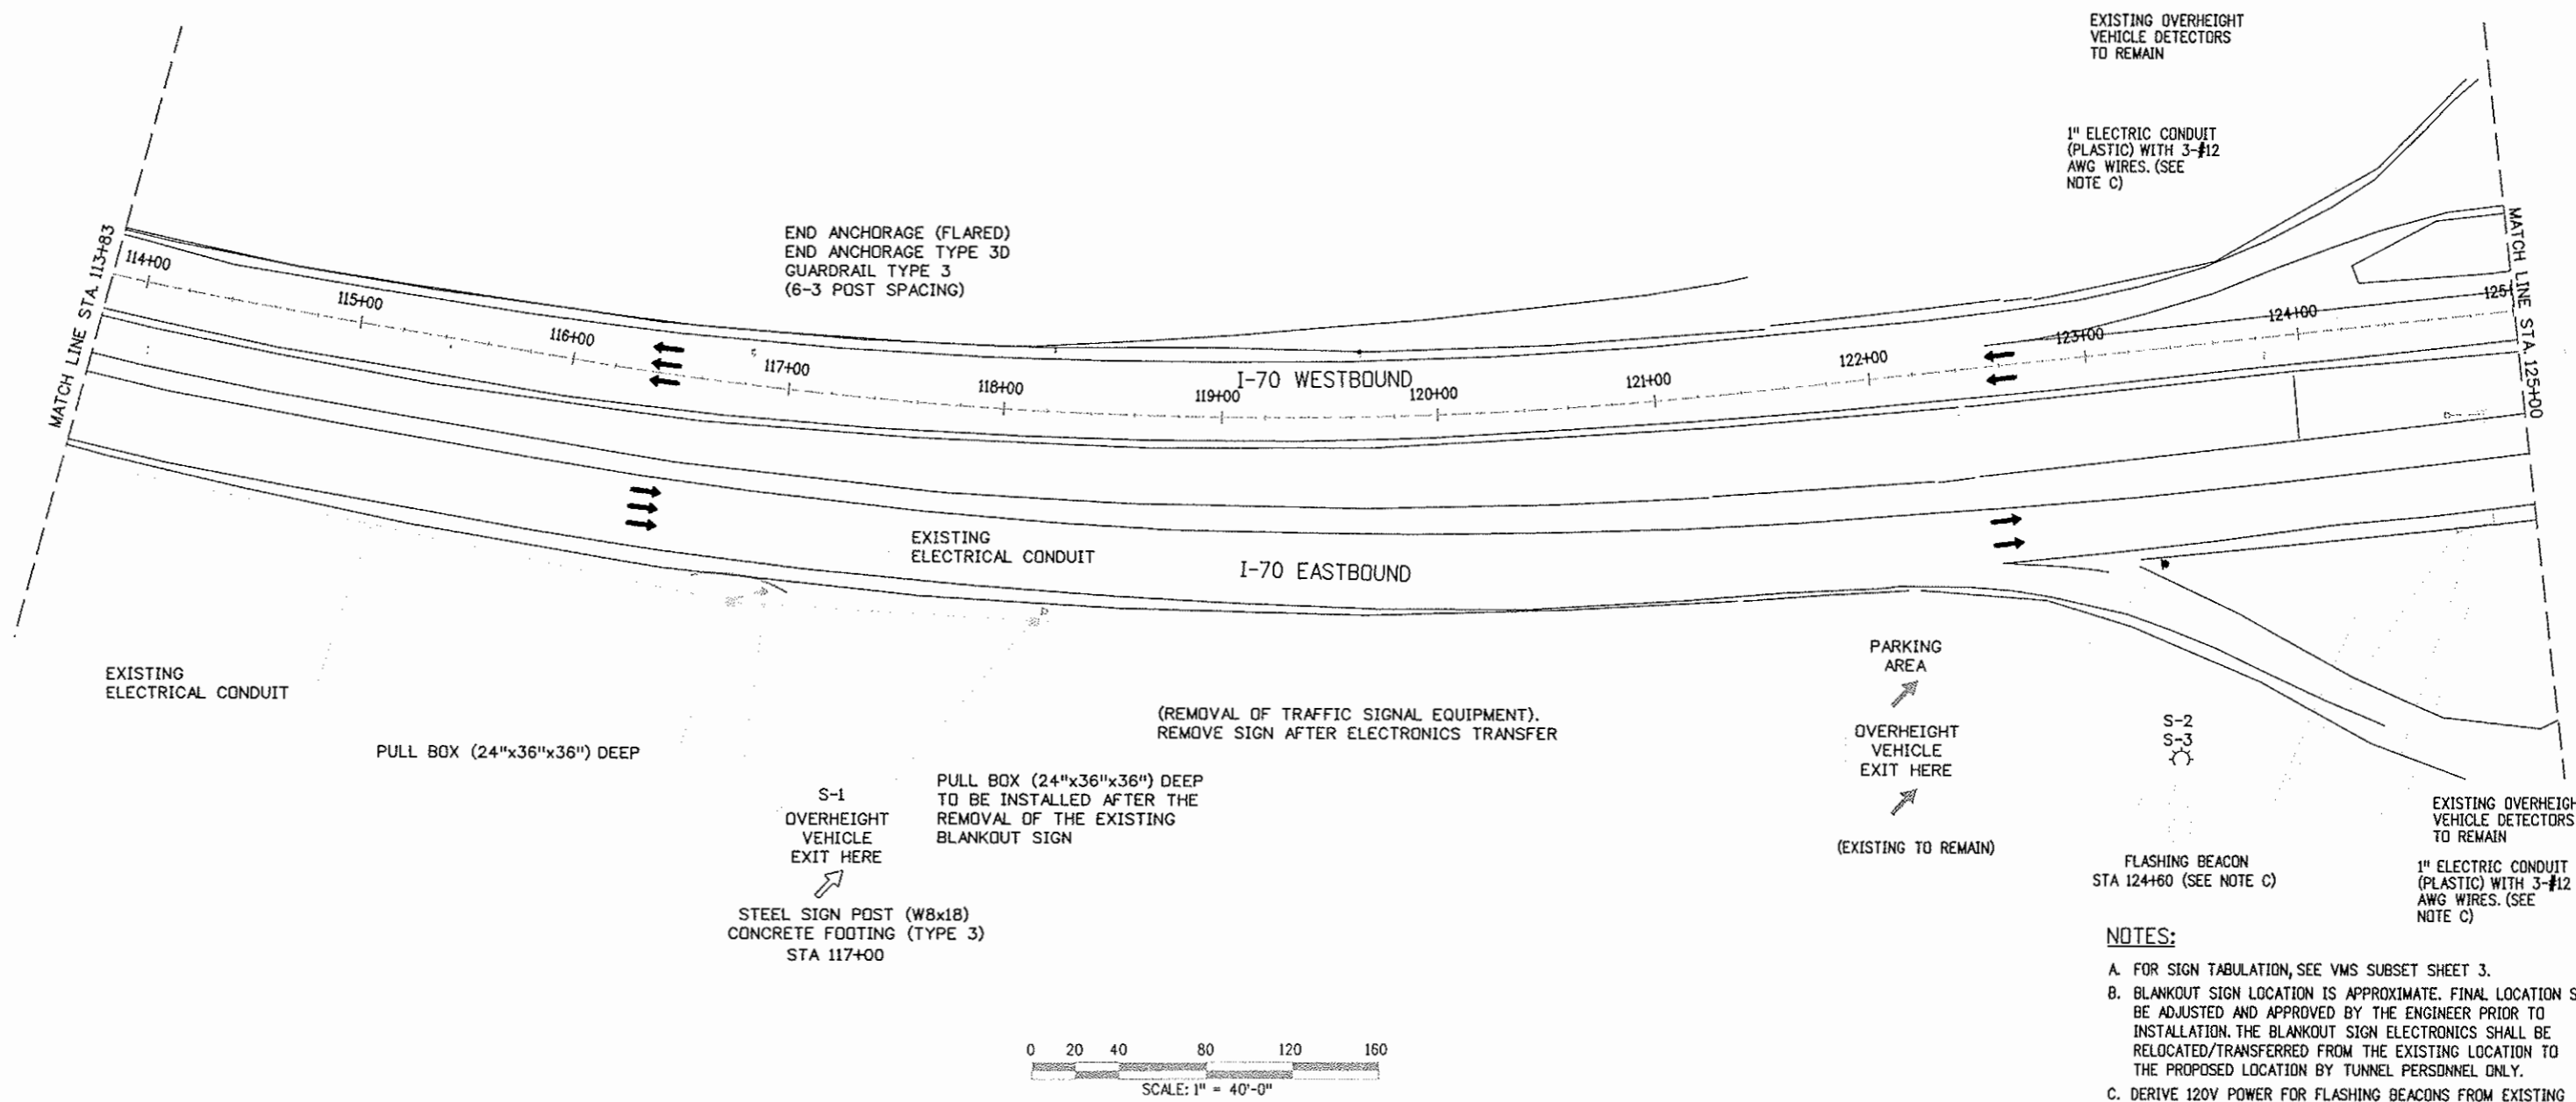 EXISTING OVERHEIGHT
VEHICLE DETECTORS
TO REMAIN
1" ELECTRIC CONDUIT
(PLASTIC) WITH 3-#12
AWG WIRES. (SEE
NOTE C)
END ANCHORAGE (FLARED)
END ANCHORAGE TYPE 3D
GUARDRAIL TYPE 3
(6-3 POST SPACING)
MATCH LINE STA. 113+83
114+00
115+00
116+00
117+00
118+00
119+00
120+00
121+00
122+00
123+00
124+00
125+
MATCH LINE STA. 125+00
I-70 WESTBOUND
EXISTING
ELECTRICAL CONDUIT
I-70 EASTBOUND
EXISTING
ELECTRICAL CONDUIT
PULL BOX (24"x36"x36") DEEP
S-1
OVERHEIGHT
VEHICLE
EXIT HERE
STEEL SIGN POST (W8x18)
CONCRETE FOOTING (TYPE 3)
STA 117+00
PULL BOX (24"x36"x36") DEEP
TO BE INSTALLED AFTER THE
REMOVAL OF THE EXISTING
BLANKOUT SIGN
(REMOVAL OF TRAFFIC SIGNAL EQUIPMENT).
REMOVE SIGN AFTER ELECTRONICS TRANSFER
PARKING
AREA
OVERHEIGHT
VEHICLE
EXIT HERE
(EXISTING TO REMAIN)
S-2
S-3
FLASHING BEACON
STA 124+60 (SEE NOTE C)
EXISTING OVERHEIGH
VEHICLE DETECTORS
TO REMAIN
1" ELECTRIC CONDUIT
(PLASTIC) WITH 3-#12
AWG WIRES. (SEE
NOTE C)
NOTES:
A. FOR SIGN TABULATION, SEE VMS SUBSET SHEET 3.
B. BLANKOUT SIGN LOCATION IS APPROXIMATE. FINAL LOCATION S
BE ADJUSTED AND APPROVED BY THE ENGINEER PRIOR TO
INSTALLATION. THE BLANKOUT SIGN ELECTRONICS SHALL BE
RELOCATED/TRANSFERRED FROM THE EXISTING LOCATION TO
THE PROPOSED LOCATION BY TUNNEL PERSONNEL ONLY.
C. DERIVE 120V POWER FOR FLASHING BEACONS FROM EXISTING
0 20 40 80 120 160
SCALE: 1" = 40'-0"